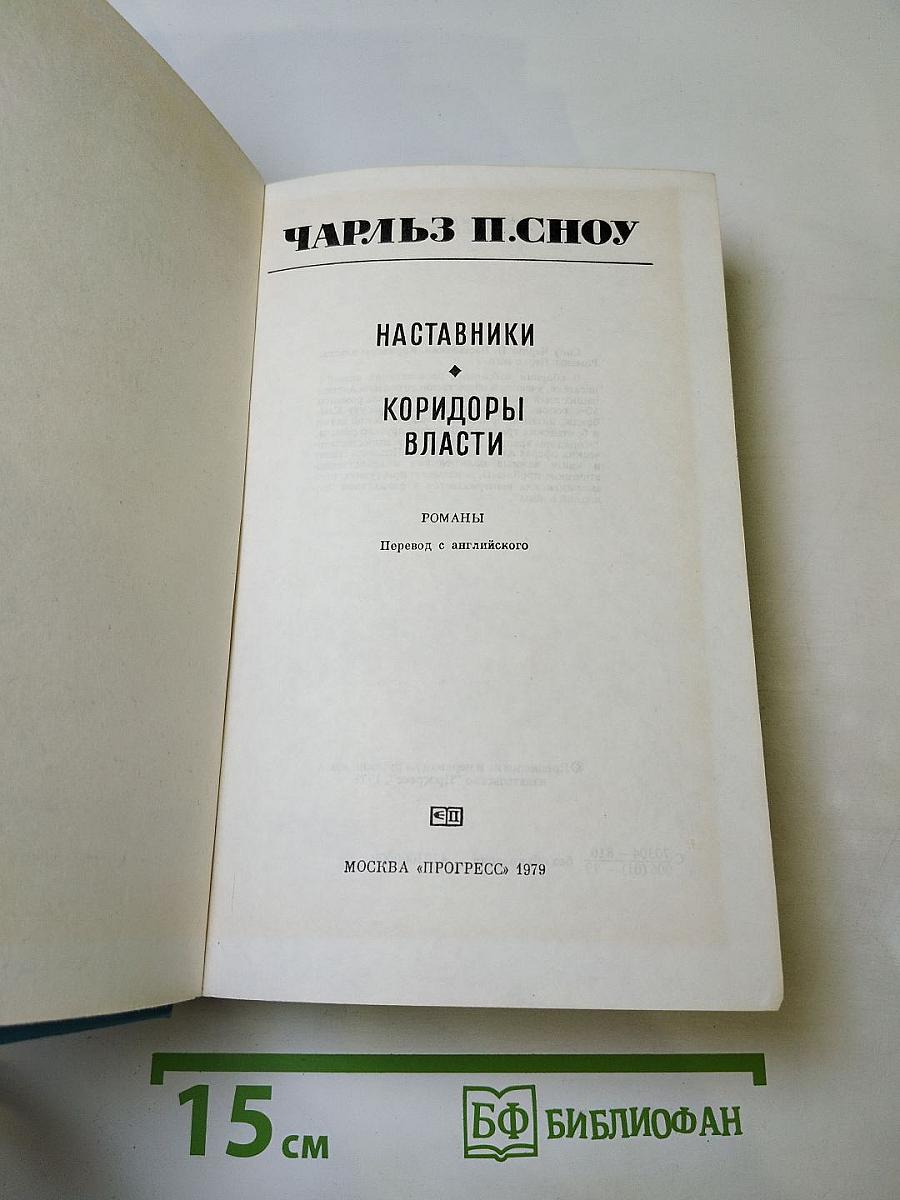 ЧАРЛЬЗ П.СНОУ
НАСТАВНИКИ
КОРИДОРЫ
ВЛАСТИ
РОМАНЫ
Перевод с английского
МОСКВА «ПРОГРЕСС» 1979
15 см
БФ БИБЛИОФАН